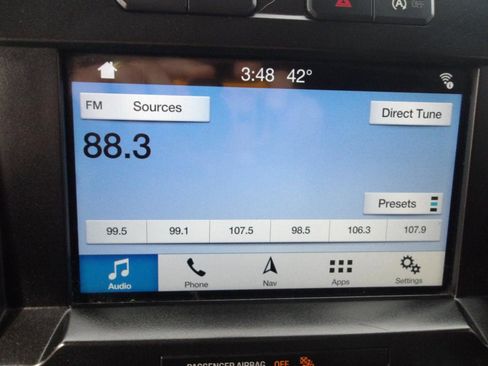 OFF
3:48 42°
FM Sources
Direct Tune
88.3
Presets
99.5 99.1 107.5 98.5 106.3 107.9
Audio Phone Nav Apps Settings
PASSENGER AIRBAG OFF